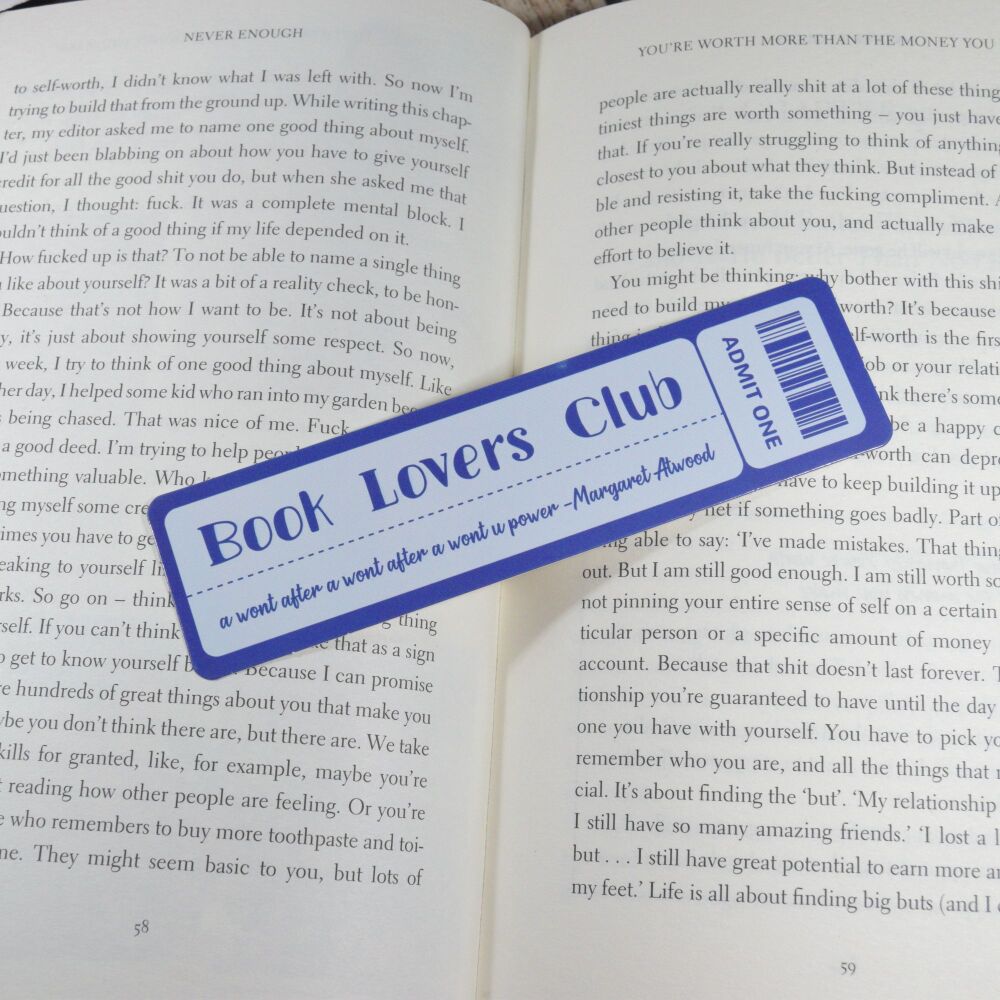 NEVER ENOUGH
to self-worth, I didn't know what I was left with. So now I'm
trying to build that from the ground up. While writing this chap-
ter, my editor asked me to name one good thing about myself.
I'd just been blabbing on about how you have to give yourself
credit for all the good shit you do, but when she asked me that
question, I thought: fuck. It was a complete mental block. I
couldn't think of a good thing if my life depended on it.
How fucked up is that? To not be able to name a single thing
like about yourself? It was a bit of a reality check, to be hon-
Because that's not how I want to be. It's not about being
it's just about showing yourself some respect. So now,
week, I try to think of one good thing about myself. Like
her day, I helped some kid who ran into my garden
being chased. That was nice of me. Fuck
a good deed. I'm trying to help
omething valuable. Who
ng myself some
imes you have to
eaking to yourself
rks. So go on – think
rself. If you can't think thing
to get to know yourself like that as a sign
Because I can promise
re hundreds of great things about you that make you
ybe you don't think there are, but there are. We take
kills for granted, like, for example, maybe you're
t reading how other people are feeling. Or you're
e who remembers to buy more toothpaste and toi-
me. They might seem basic to you, but lots of
58
YOU'RE WORTH MORE THAN THE MONEY YOU
people are actually really shit at a lot of these thing
tiniest things are worth something – you just have
that. If you're really struggling to think of anything
closest to you about what they think. But instead of
ble and resisting it, take the fucking compliment.
other people think about you, and actually make
effort to believe it.
You might be thinking: why bother with this shi
need to build my worth? It's because
thing lf-worth is the firs
job or your relati
nk there's some
be a happy c
worth can depr
have to keep building it up
net if something goes badly. Part of
ng able to say: 'I've made mistakes. That thing
out. But I am still good enough. I am still worth so
not pinning your entire sense of self on a certain
ticular person or a specific amount of money
account. Because that shit doesn't last forever.
tionship you're guaranteed to have until the day
one you have with yourself. You have to pick yo
remember who you are, and all the things that
cial. It's about finding the 'but'. 'My relationship
I still have so many amazing friends.' 'I lost a
but . . . I still have great potential to earn more
my feet.' Life is all about finding big buts (and I
59
Book Lovers Club
a wont after a wont after a wont u power -Margaret Atwood
ADMIT ONE